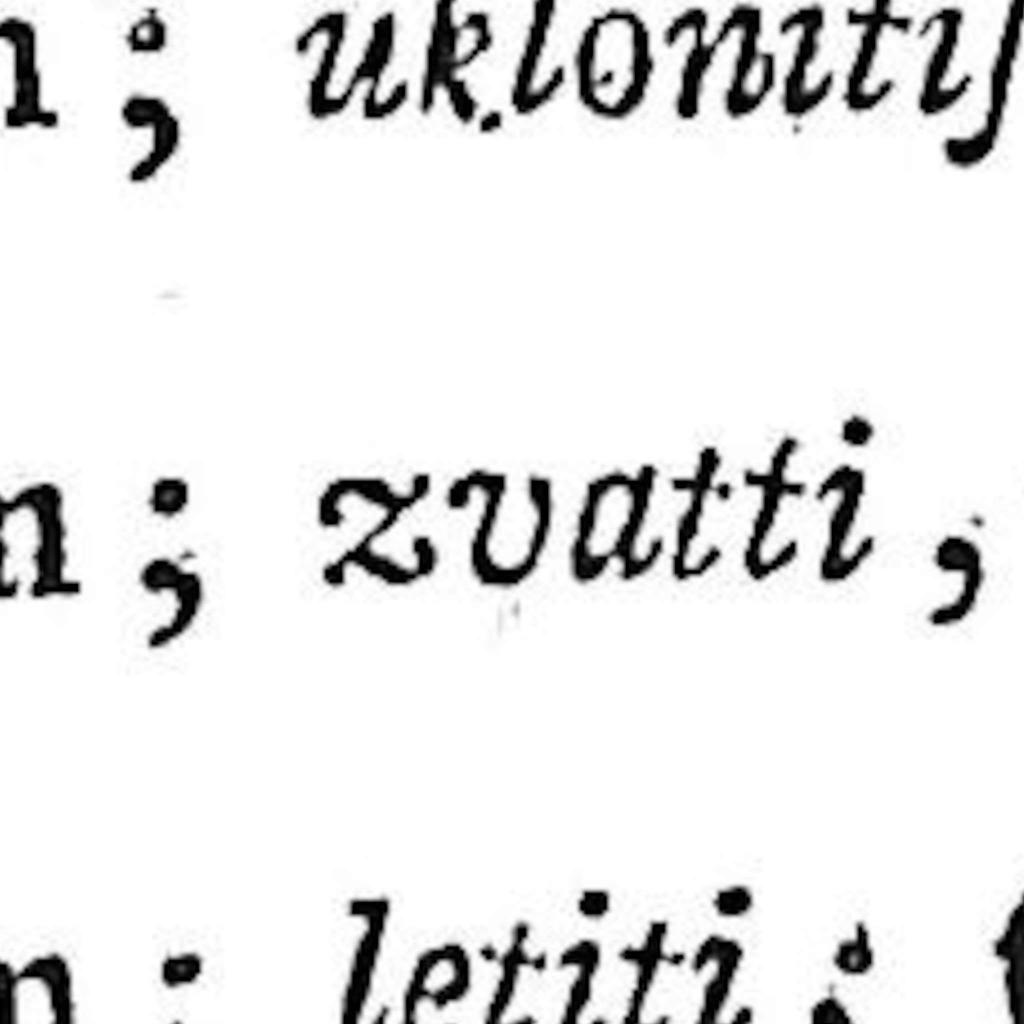 n ; uklonitiſ
n ; zvatti ,
n ; letiti ;